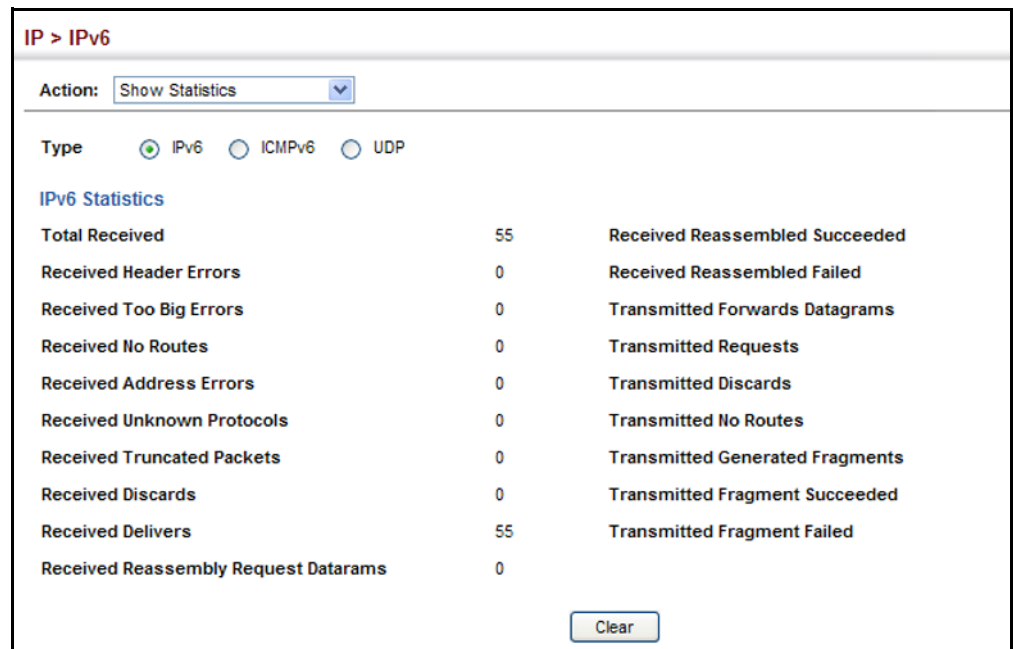 IP > IPv6
Action: Show Statistics
Type IPv6 ICMPv6 UDP
IPv6 Statistics
Total Received 55 Received Reassembled Succeeded
Received Header Errors 0 Received Reassembled Failed
Received Too Big Errors 0 Transmitted Forwards Datagrams
Received No Routes 0 Transmitted Requests
Received Address Errors 0 Transmitted Discards
Received Unknown Protocols 0 Transmitted No Routes
Received Truncated Packets 0 Transmitted Generated Fragments
Received Discards 0 Transmitted Fragment Succeeded
Received Delivers 55 Transmitted Fragment Failed
Received Reassembly Request Datarams 0
Clear